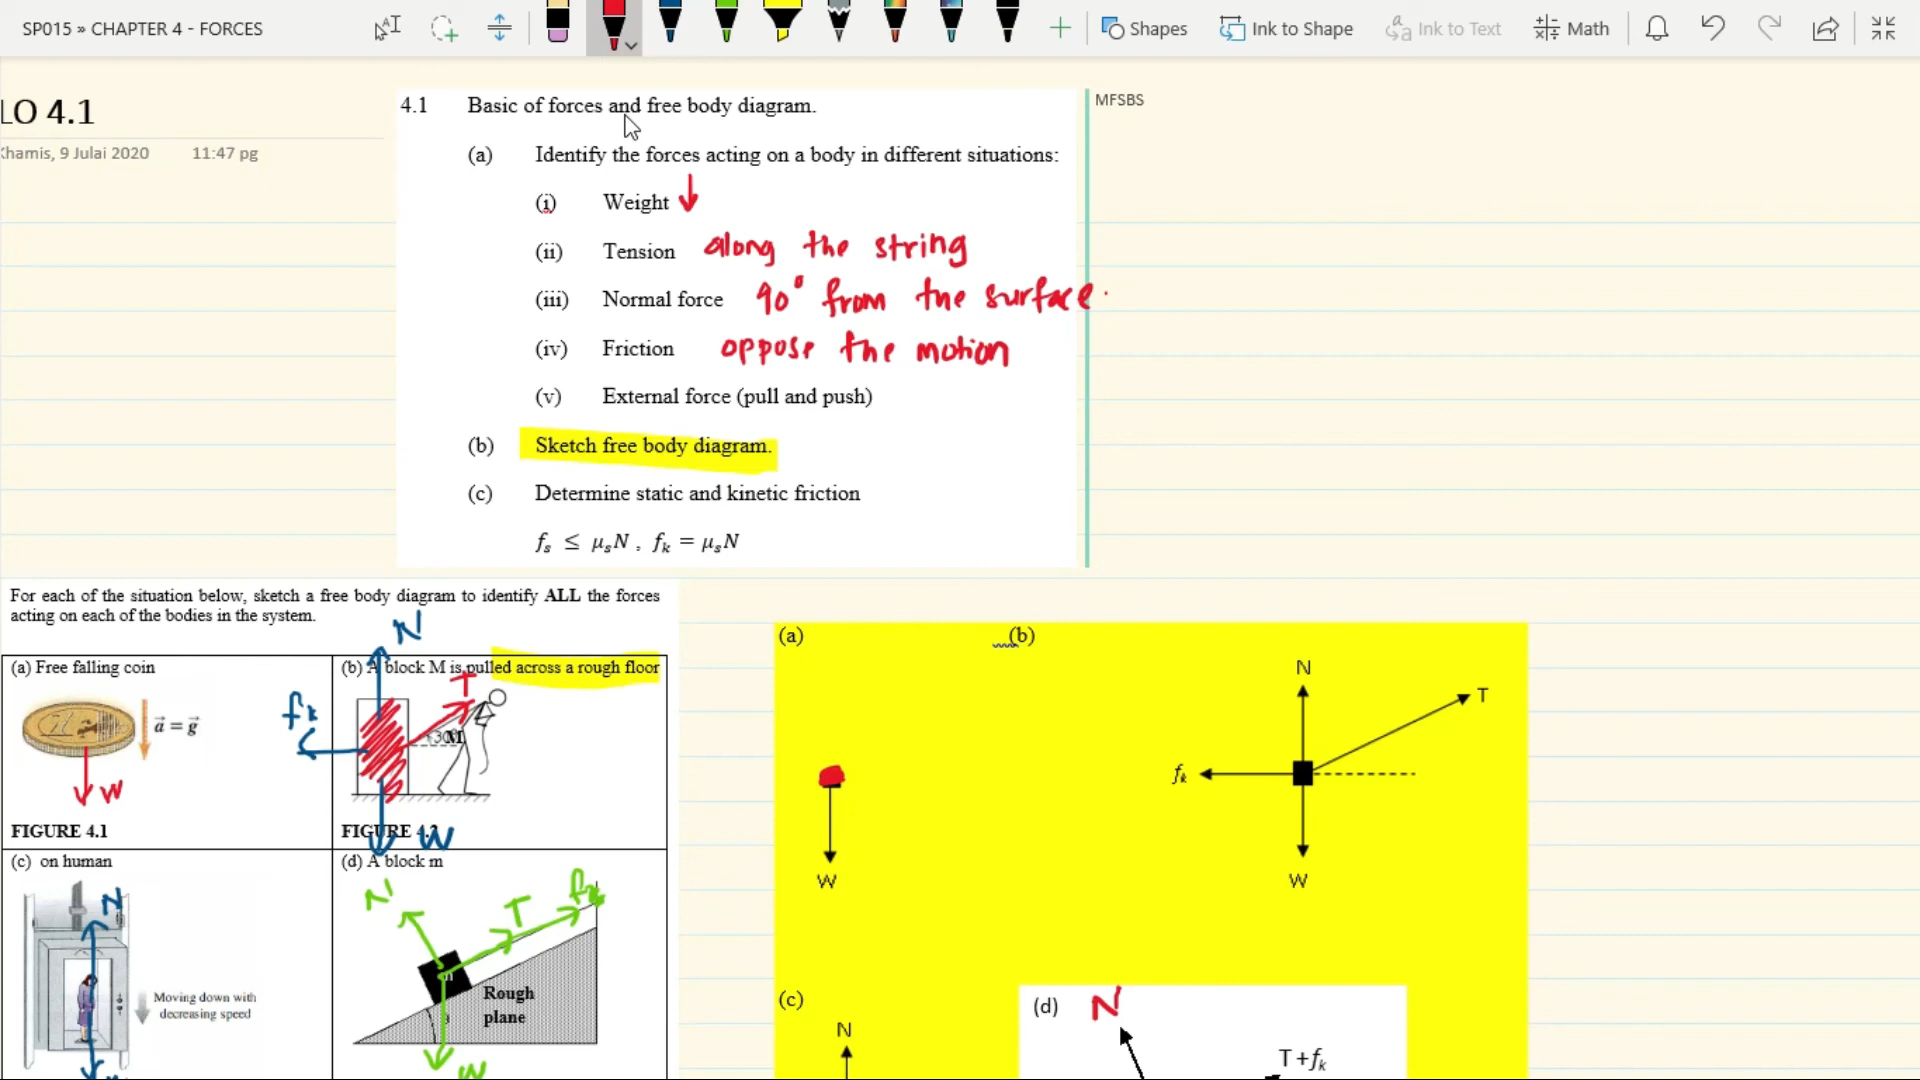 SP015 » CHAPTER 4 - FORCES
Shapes
Ink to Shape
Ink to Text
Math
LO 4.1
Khamis, 9 Julai 2020 11:47 pg
4.1 Basic of forces and free body diagram.
MFSBS
(a) Identify the forces acting on a body in different situations:
(i) Weight
(ii) Tension along the string
(iii) Normal force 90° from the surface.
(iv) Friction oppose the motion
(v) External force (pull and push)
(b) Sketch free body diagram.
(c) Determine static and kinetic friction
fs ≤ μsN , fk = μsN
For each of the situation below, sketch a free body diagram to identify ALL the forces
acting on each of the bodies in the system.
N
(a) Free falling coin
(b) A block M is pulled across a rough floor
T
fk
a⃗ = g⃗
30°
M
W
FIGURE 4.1
FIGURE 4.2
W
(c) on human
(d) A block m
N
N
T
fk
m
Rough
plane
Moving down with
decreasing speed
W
(a)
(b)
N
T
fk
W
W
(c)
N
(d)
N
T+fk